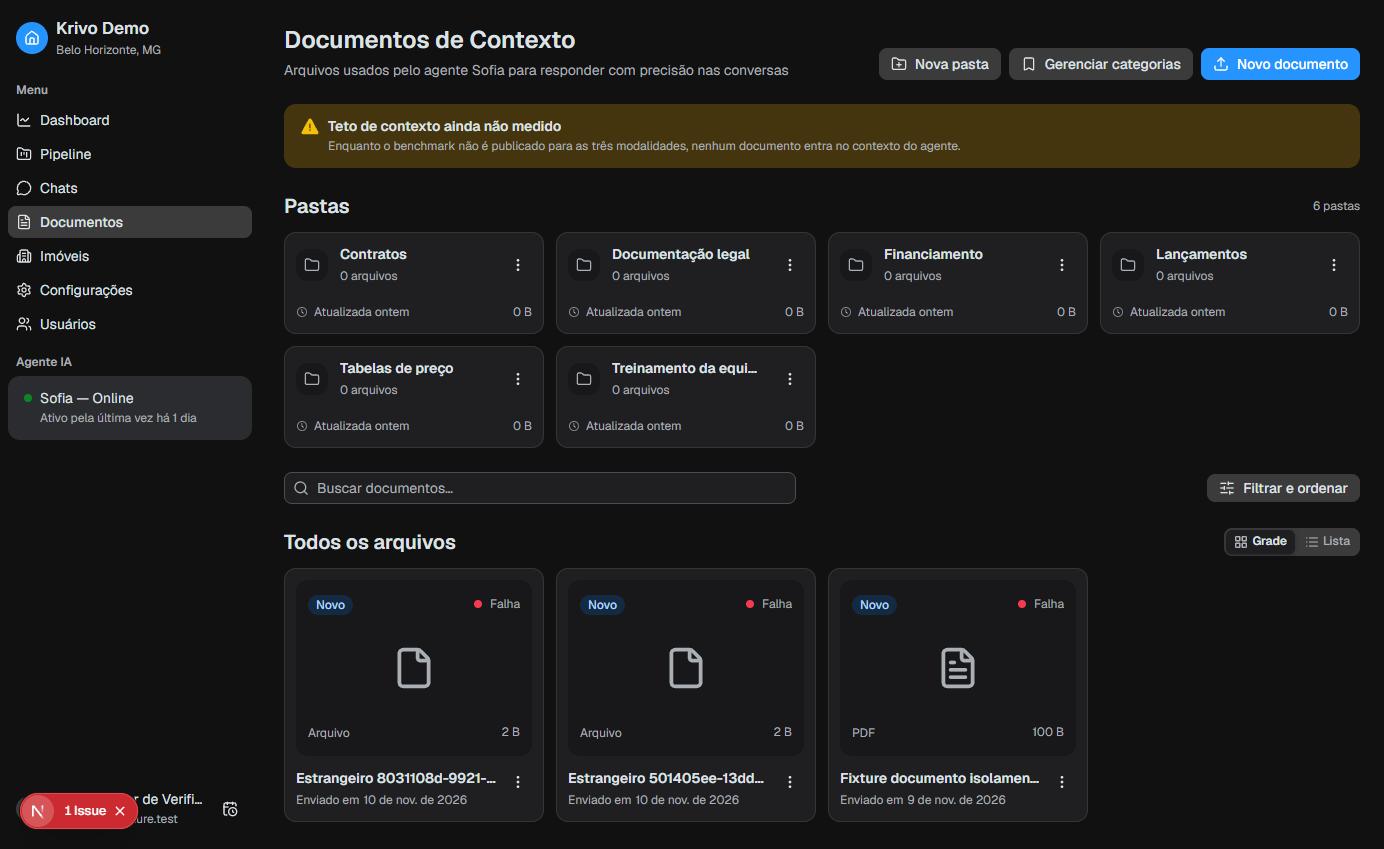 Krivo Demo
Belo Horizonte, MG
Menu
Dashboard
Pipeline
Chats
Documentos
Imóveis
Configurações
Usuários
Agente IA
Sofia — Online
Ativo pela última vez há 1 dia
r de Verifi...
ure.test
N 1 Issue
Documentos de Contexto
Arquivos usados pelo agente Sofia para responder com precisão nas conversas
Nova pasta
Gerenciar categorias
Novo documento
Teto de contexto ainda não medido
Enquanto o benchmark não é publicado para as três modalidades, nenhum documento entra no contexto do agente.
Pastas
6 pastas
Contratos
0 arquivos
Atualizada ontem
0 B
Documentação legal
0 arquivos
Atualizada ontem
0 B
Financiamento
0 arquivos
Atualizada ontem
0 B
Lançamentos
0 arquivos
Atualizada ontem
0 B
Tabelas de preço
0 arquivos
Atualizada ontem
0 B
Treinamento da equi...
0 arquivos
Atualizada ontem
0 B
Buscar documentos...
Filtrar e ordenar
Todos os arquivos
Grade
Lista
Novo
Falha
Arquivo
2 B
Estrangeiro 8031108d-9921-...
Enviado em 10 de nov. de 2026
Novo
Falha
Arquivo
2 B
Estrangeiro 501405ee-13dd...
Enviado em 10 de nov. de 2026
Novo
Falha
PDF
100 B
Fixture documento isolamen...
Enviado em 9 de nov. de 2026